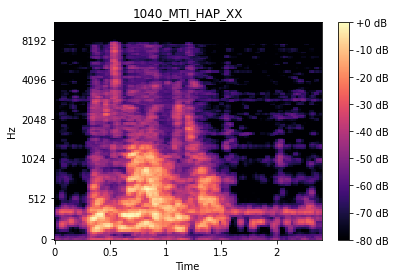 1040_MTI_HAP_XX
Hz
8192
4096
2048
1024
512
0
0
0.5
1
1.5
2
Time
+0 dB
-10 dB
-20 dB
-30 dB
-40 dB
-50 dB
-60 dB
-70 dB
-80 dB